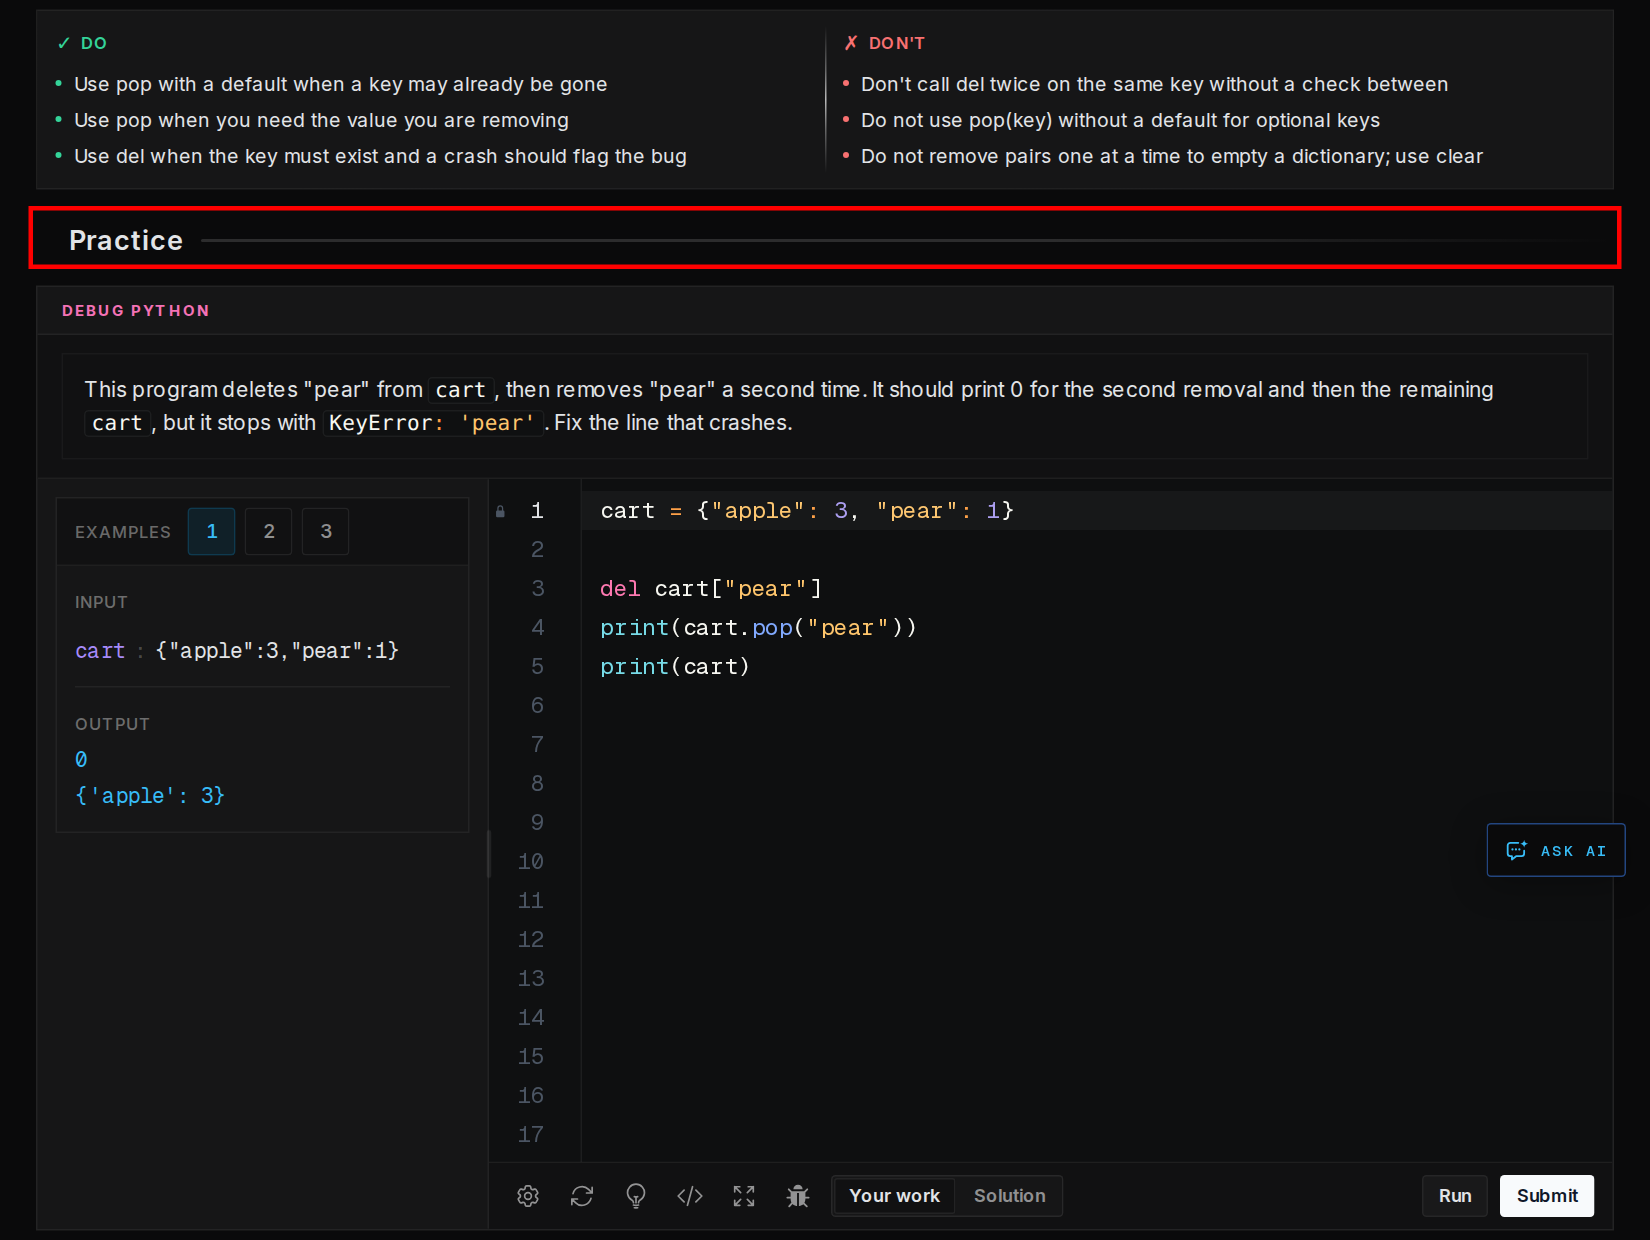 ✓ DO
• Use pop with a default when a key may already be gone
• Use pop when you need the value you are removing
• Use del when the key must exist and a crash should flag the bug
✗ DON'T
• Don't call del twice on the same key without a check between
• Do not use pop(key) without a default for optional keys
• Do not remove pairs one at a time to empty a dictionary; use clear
Practice
DEBUG PYTHON
This program deletes "pear" from cart, then removes "pear" a second time. It should print 0 for the second removal and then the remaining
cart, but it stops with KeyError: 'pear'. Fix the line that crashes.
EXAMPLES 1 2 3
INPUT
cart : {"apple":3,"pear":1}
OUTPUT
0
{'apple': 3}
1 cart = {"apple": 3, "pear": 1}
2
3 del cart["pear"]
4 print(cart.pop("pear"))
5 print(cart)
6
7
8
9
10
11
12
13
14
15
16
17
ASK AI
Your work Solution Run Submit